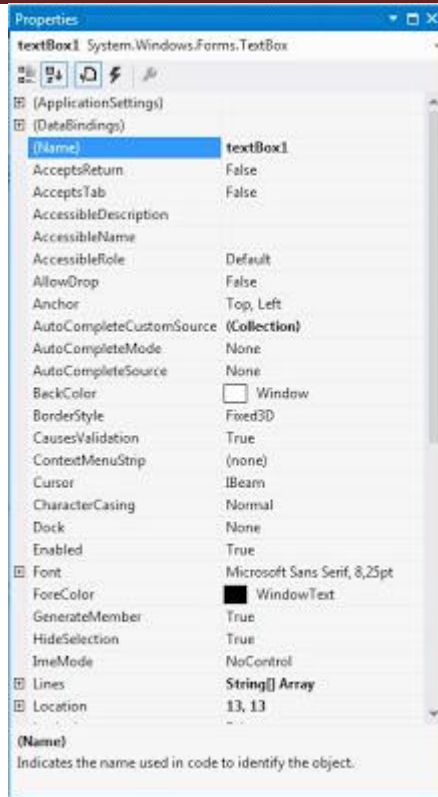 Properties
textBox1 System.Windows.Forms.TextBox
(ApplicationSettings)
(DataBindings)
(Name) textBox1
AcceptsReturn False
AcceptsTab False
AccessibleDescription
AccessibleName
AccessibleRole Default
AllowDrop False
Anchor Top, Left
AutoCompleteCustomSource (Collection)
AutoCompleteMode None
AutoCompleteSource None
BackColor Window
BorderStyle Fixed3D
CausesValidation True
ContextMenuStrip (none)
Cursor IBeam
CharacterCasing Normal
Dock None
Enabled True
Font Microsoft Sans Serif, 8,25pt
ForeColor WindowText
GenerateMember True
HideSelection True
ImeMode NoControl
Lines String[] Array
Location 13, 13
(Name)
Indicates the name used in code to identify the object.